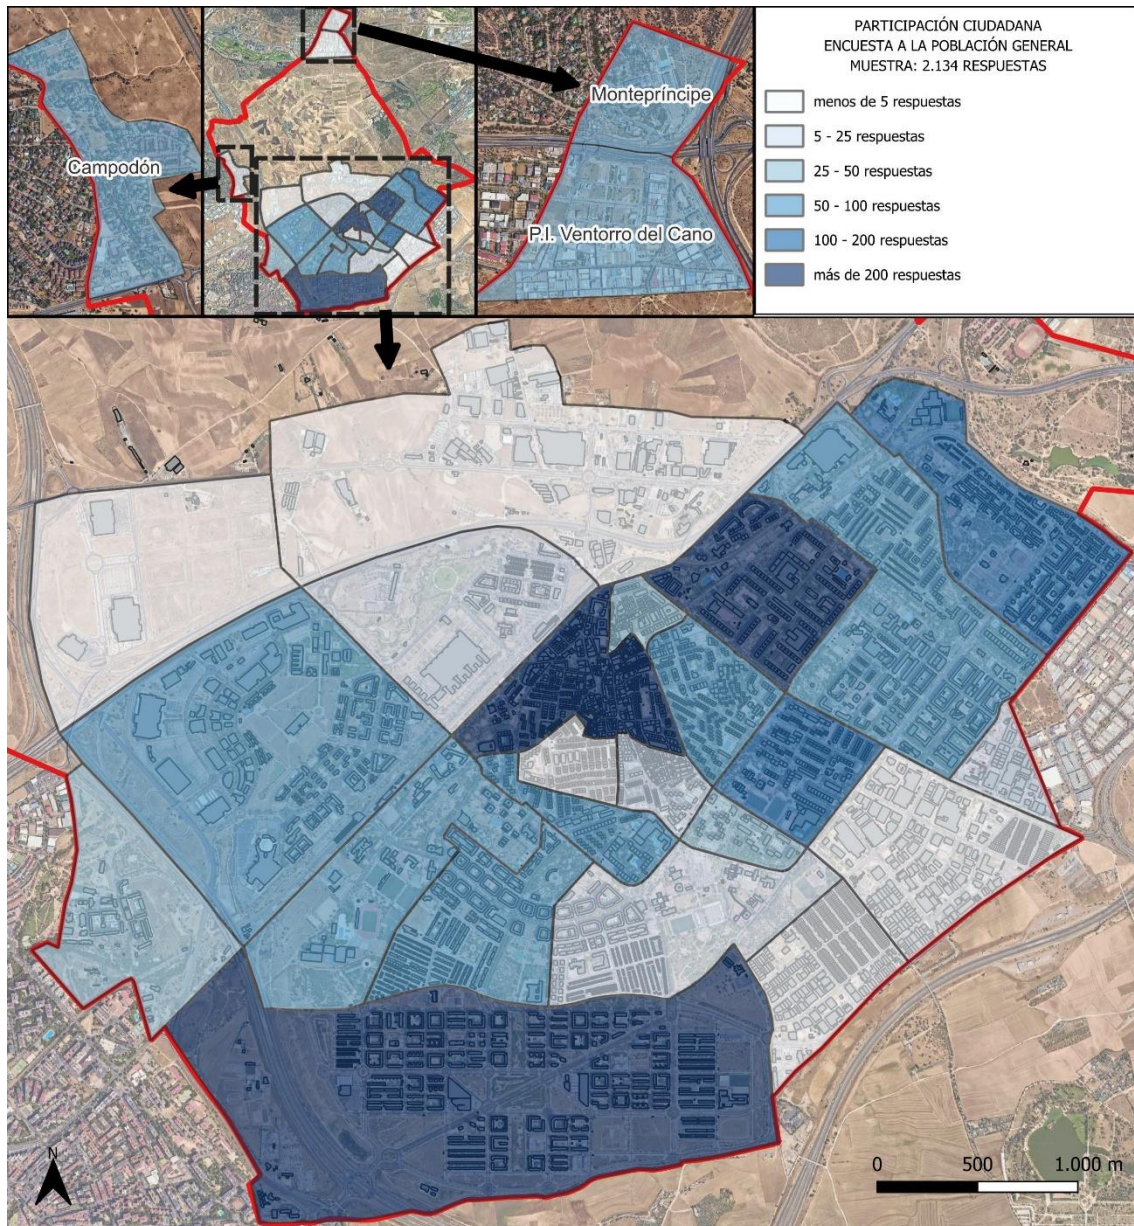 PARTICIPACIÓN CIUDADANA
ENCUESTA A LA POBLACIÓN GENERAL
MUESTRA: 2.134 RESPUESTAS
menos de 5 respuestas
5 - 25 respuestas
25 - 50 respuestas
50 - 100 respuestas
100 - 200 respuestas
más de 200 respuestas
Campodón
Montepríncipe
P.I. Ventorro del Cano
N
0 500 1.000 m